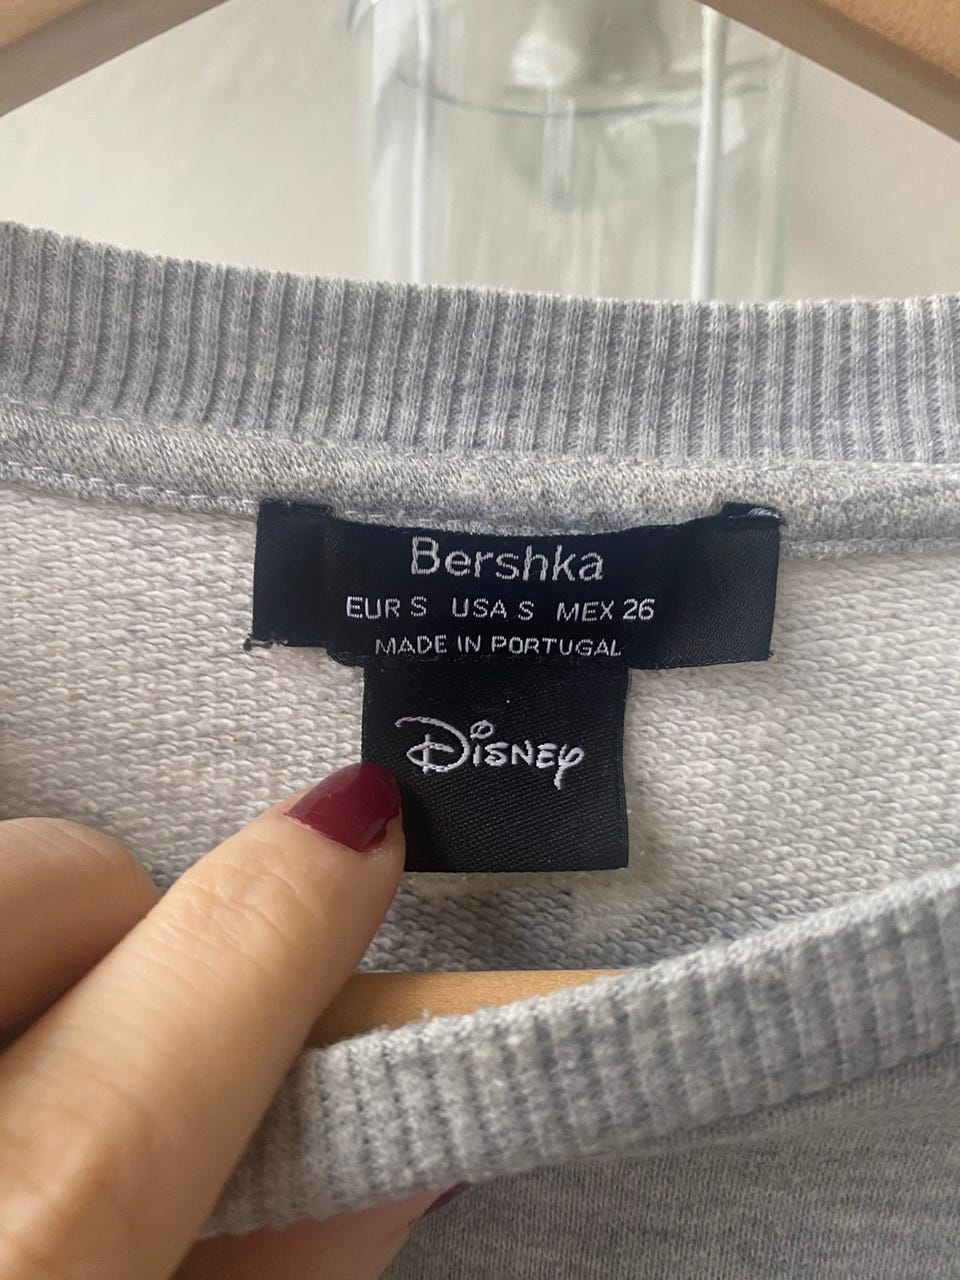 Bershka
EUR S USA S MEX 26
MADE IN PORTUGAL
Disney